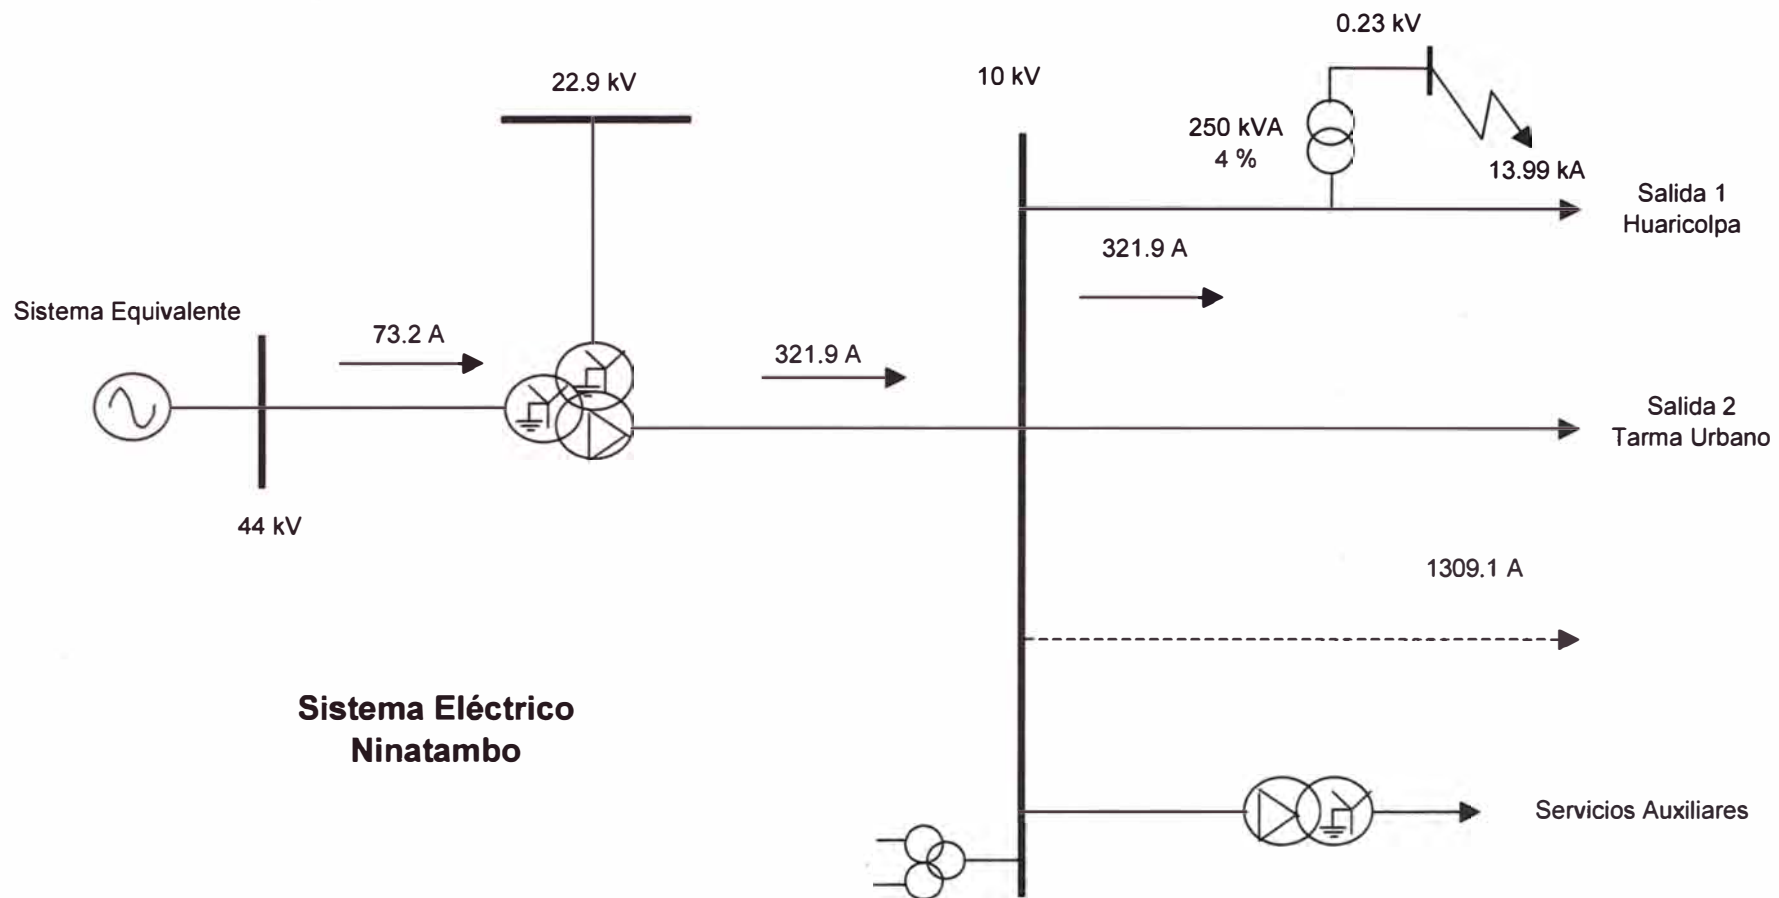 0.23 kV
22.9 kV
10 kV
250 kVA
4 %
13.99 kA
Salida 1
Huaricolpa
321.9 A
Sistema Equivalente
73.2 A
321.9 A
Salida 2
Tarma Urbano
44 kV
1309.1 A
Sistema Eléctrico
Ninatambo
Servicios Auxiliares